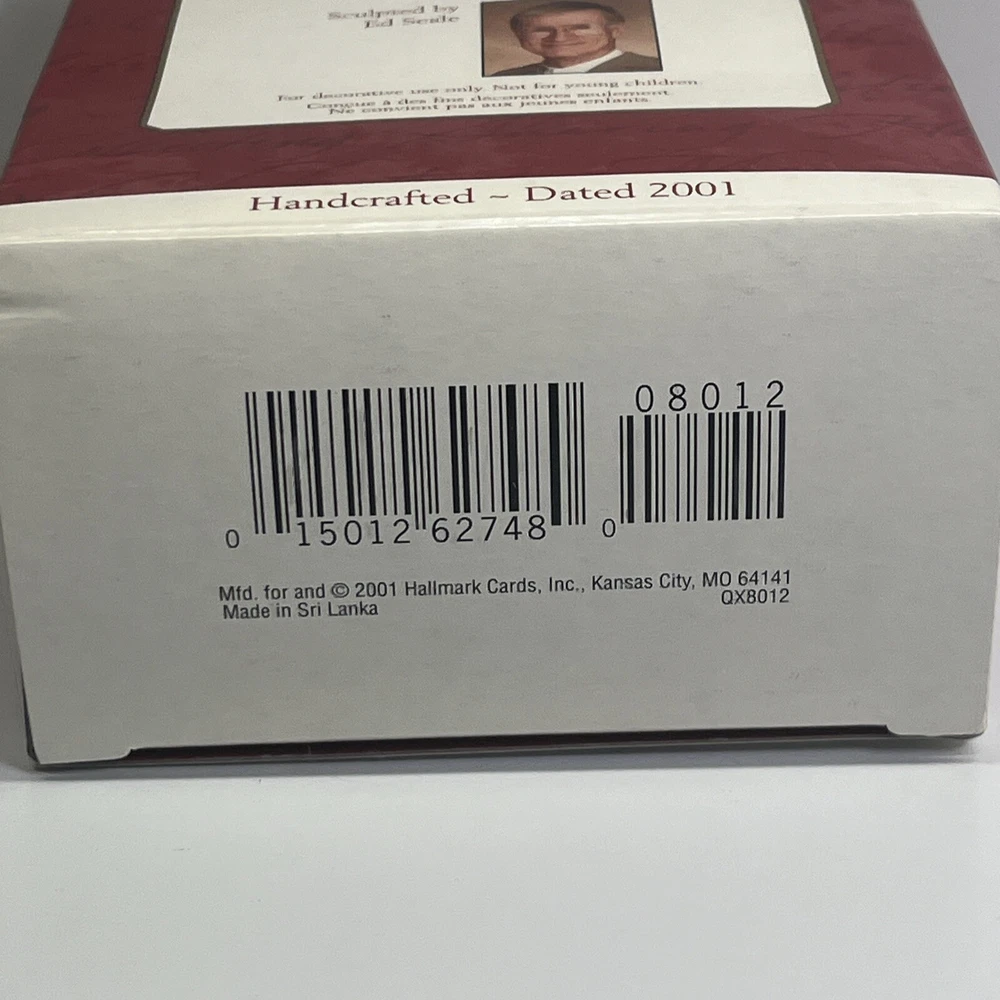 Sculpted by
Ed Seale
For decorative use only. Not for young children.
Conçue à des fins decoratives seulement.
Ne convient pas aux jeunes enfants.
Handcrafted ~ Dated 2001
08012
0 15012 62748 0
Mfd. for and © 2001 Hallmark Cards, Inc., Kansas City, MO 64141
Made in Sri Lanka QX8012